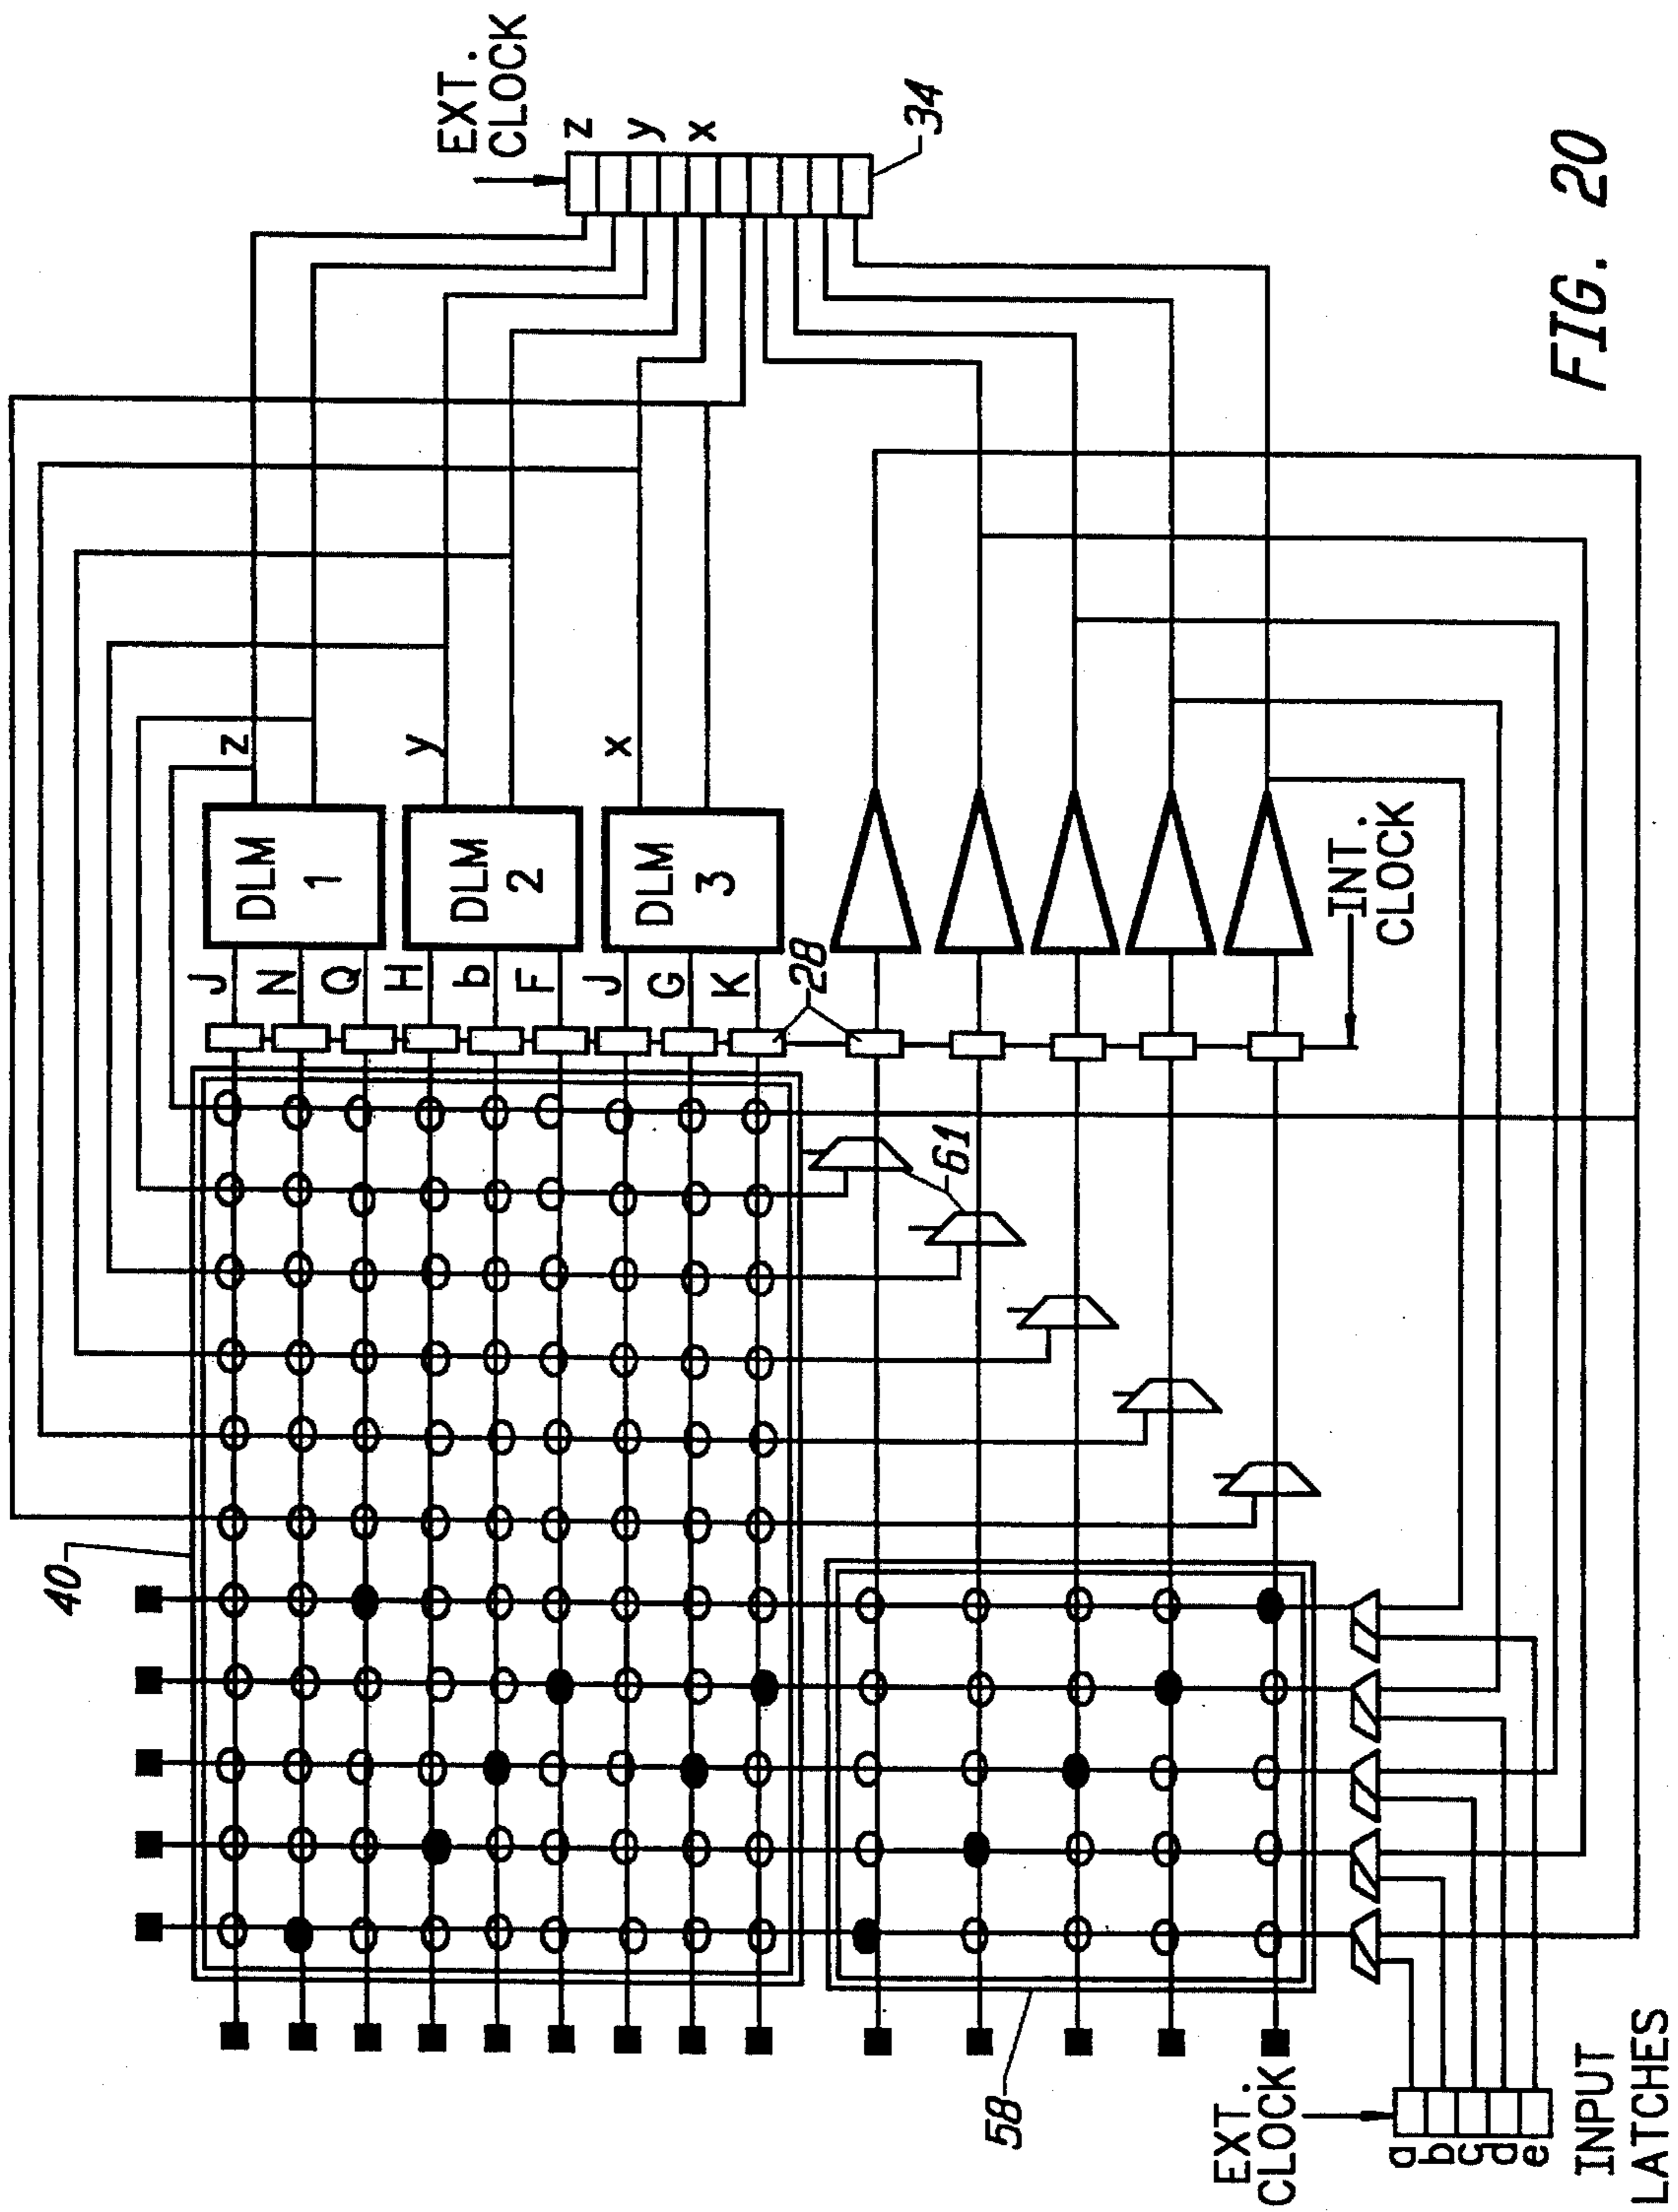 EXT.
CLOCK
z
y
x
34
z
y
x
DLM
1
DLM
2
DLM
3
J
N
Q
H
b
F
J
G
K
28
INT.
CLOCK
40
61
58
EXT.
CLOCK
a
b
c
d
e
INPUT
LATCHES
FIG. 20